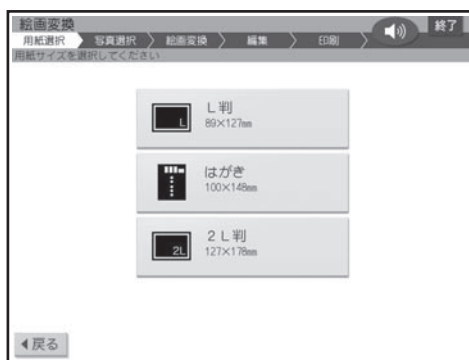 絵画変換
終了
用紙選択 写真選択 絵画変換 編集 印刷
用紙サイズを選択してください
L判
L
89×127mm
はがき
100×148mm
2L判
2L
127×178mm
戻る